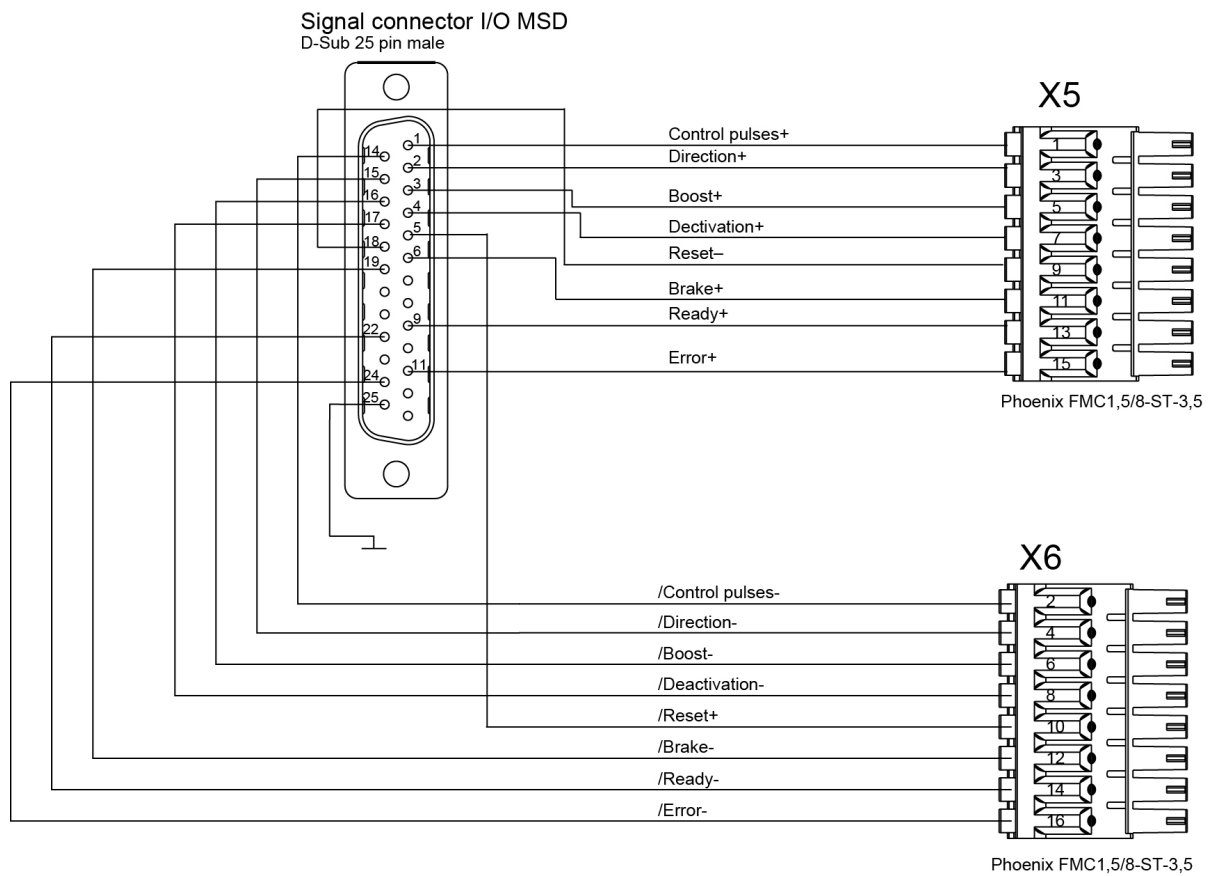 Signal connector I/O MSD
D-Sub 25 pin male
1
14
2
15
3
16
4
17
5
18
6
19
9
22
11
24
25
Control pulses+
Direction+
Boost+
Dectivation+
Reset–
Brake+
Ready+
Error+
X5
1
3
5
7
9
11
13
15
Phoenix FMC1,5/8-ST-3,5
/Control pulses-
/Direction-
/Boost-
/Deactivation-
/Reset+
/Brake-
/Ready-
/Error-
X6
2
4
6
8
10
12
14
16
Phoenix FMC1,5/8-ST-3,5